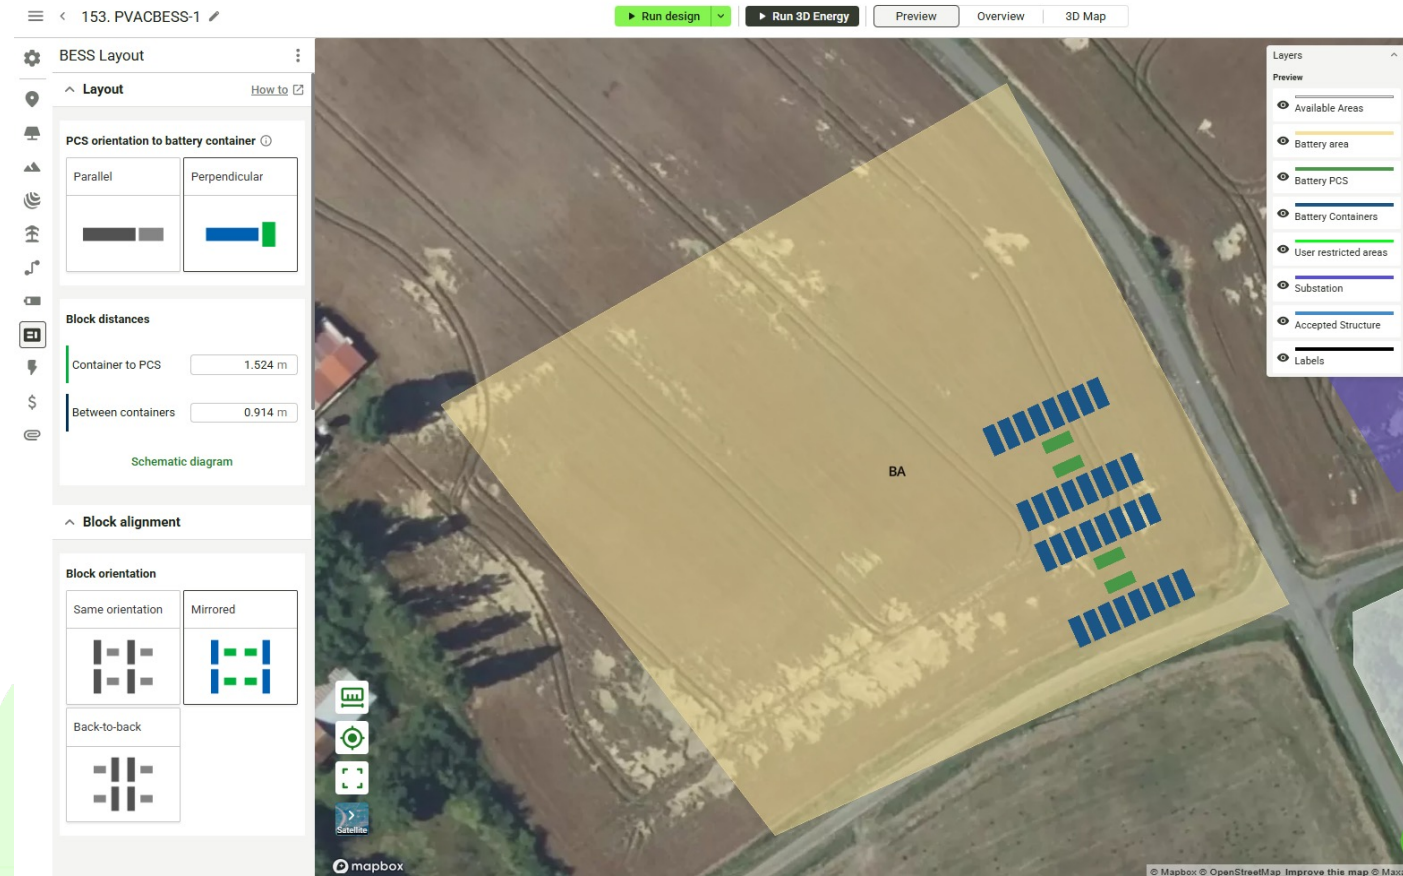 153. PVACBESS-1
Run design
Run 3D Energy
Preview
Overview
3D Map
BESS Layout
Layout
How to
PCS orientation to battery container
Parallel
Perpendicular
Block distances
Container to PCS
1.524 m
Between containers
0.914 m
Schematic diagram
Block alignment
Block orientation
Same orientation
Mirrored
Back-to-back
BA
Layers
Preview
Available Areas
Battery area
Battery PCS
Battery Containers
User restricted areas
Substation
Accepted Structure
Labels
Satellite
mapbox
© Mapbox © OpenStreetMap Improve this map © Max